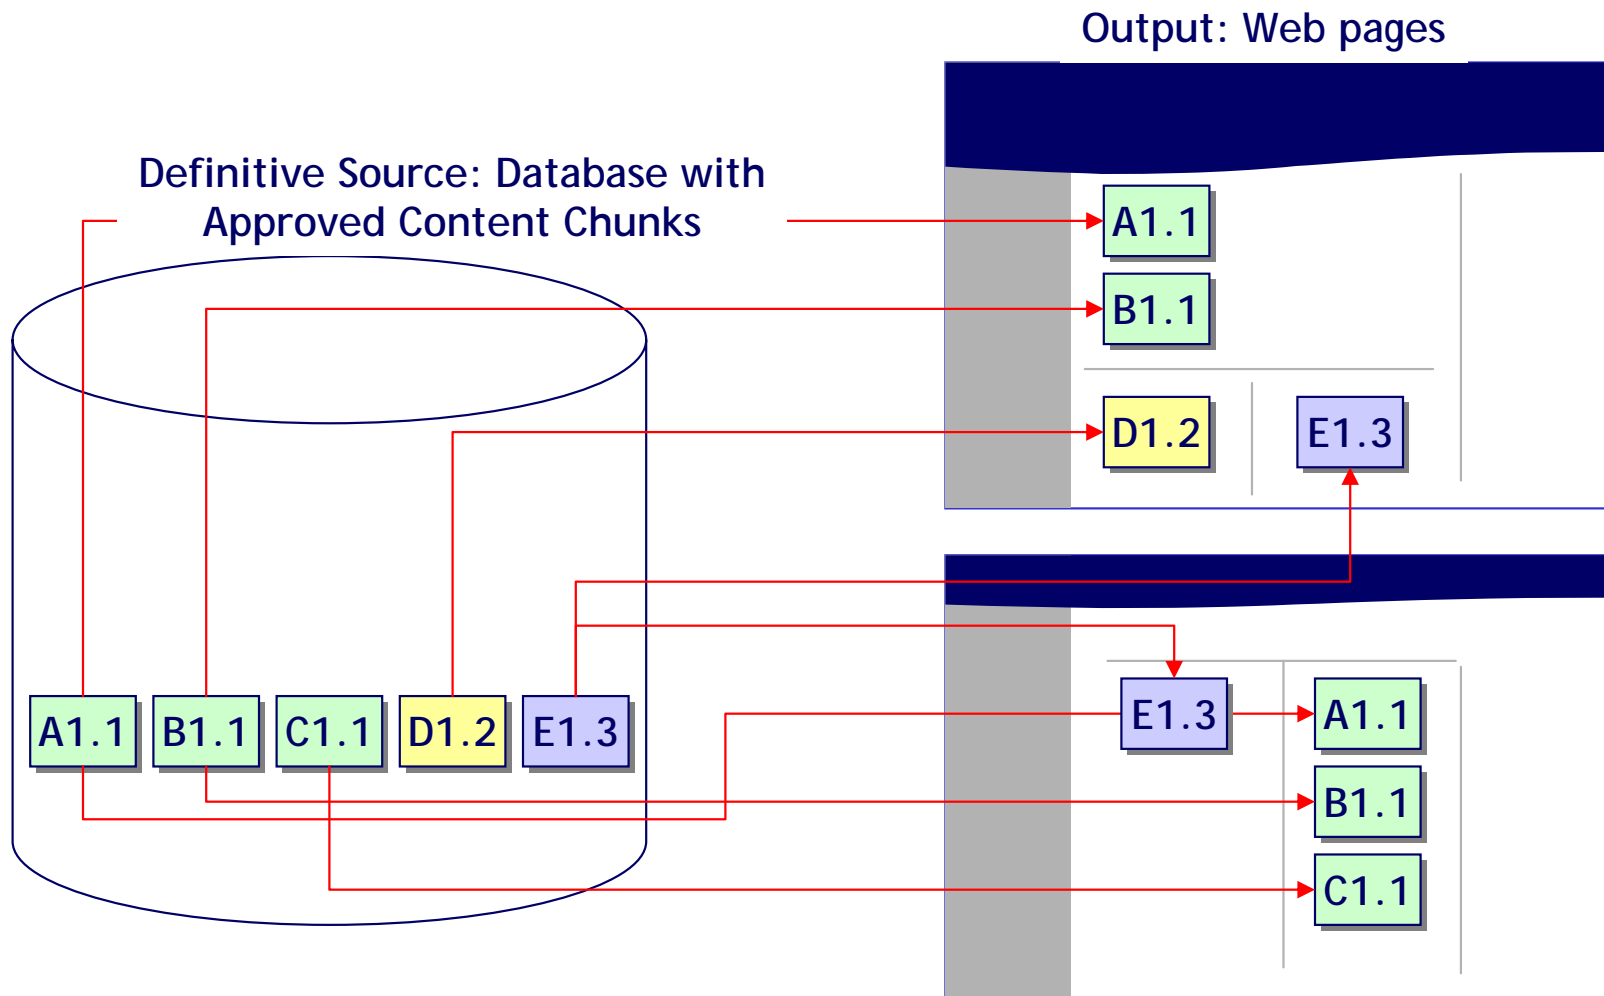 Output: Web pages
Definitive Source: Database with
Approved Content Chunks
A1.1
B1.1
D1.2
E1.3
A1.1
B1.1
C1.1
D1.2
E1.3
E1.3
A1.1
B1.1
C1.1